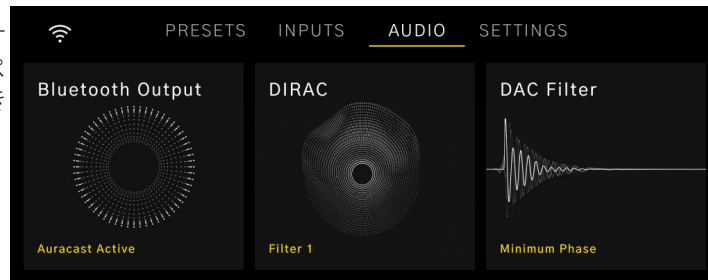 PRESETS INPUTS AUDIO SETTINGS
Bluetooth Output
Auracast Active
DIRAC
Filter 1
DAC Filter
Minimum Phase